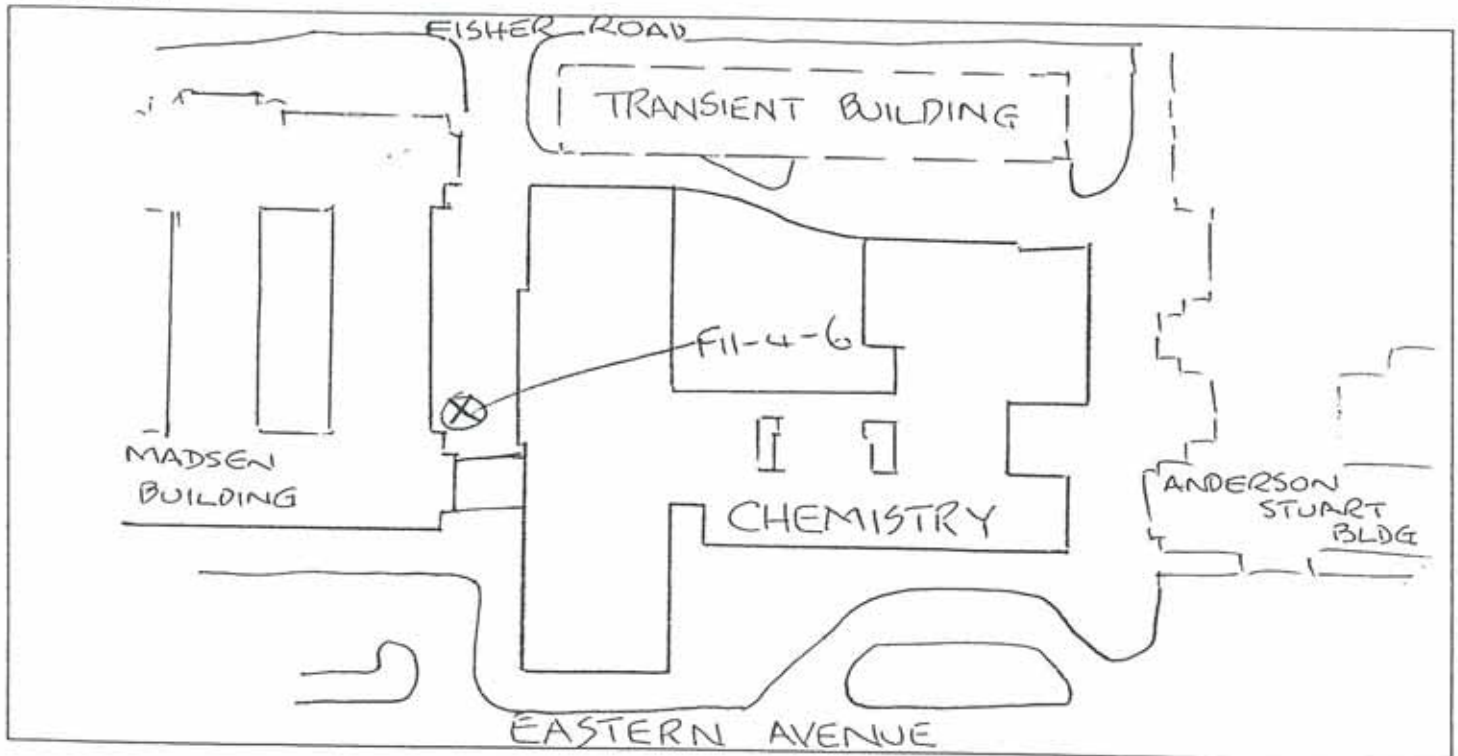 FISHER ROAD
TRANSIENT BUILDING
F11-4-6
MADSEN
BUILDING
CHEMISTRY
ANDERSON
STUART
BLDG
EASTERN AVENUE